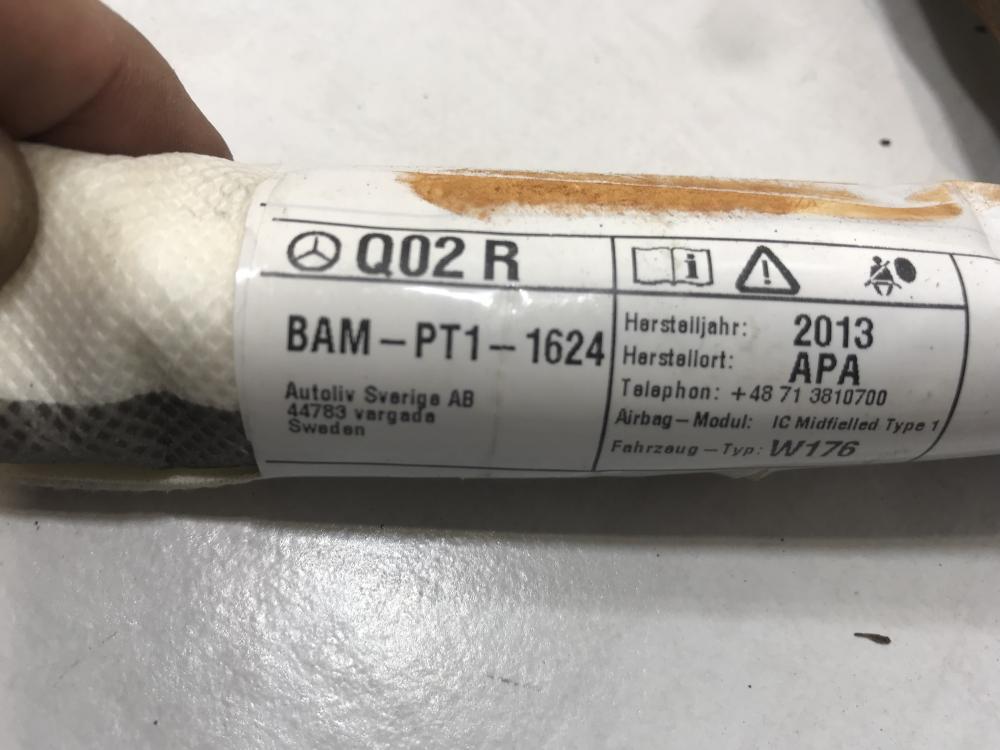 Q02 R
BAM-PT1-1624
Autoliv Sverige AB
44783 vargada
Sweden
Herstelljahr: 2013
Herstellort: APA
Telephon: +48 71 3810700
Airbag-Modul: IC Midfielled Type 1
Fahrzeug-Typ: W176